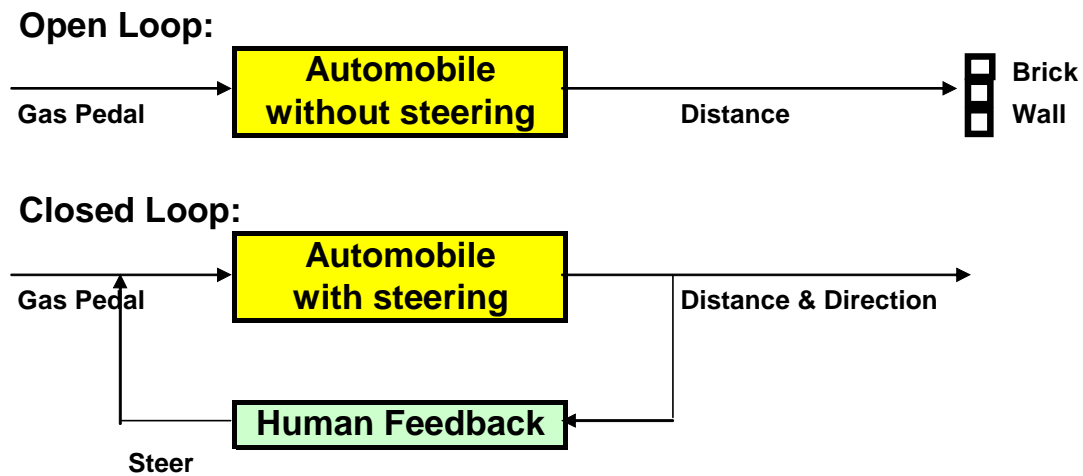 Open Loop:
Automobile
without steering
Gas Pedal
Distance
Brick
Wall
Closed Loop:
Automobile
with steering
Gas Pedal
Distance & Direction
Human Feedback
Steer